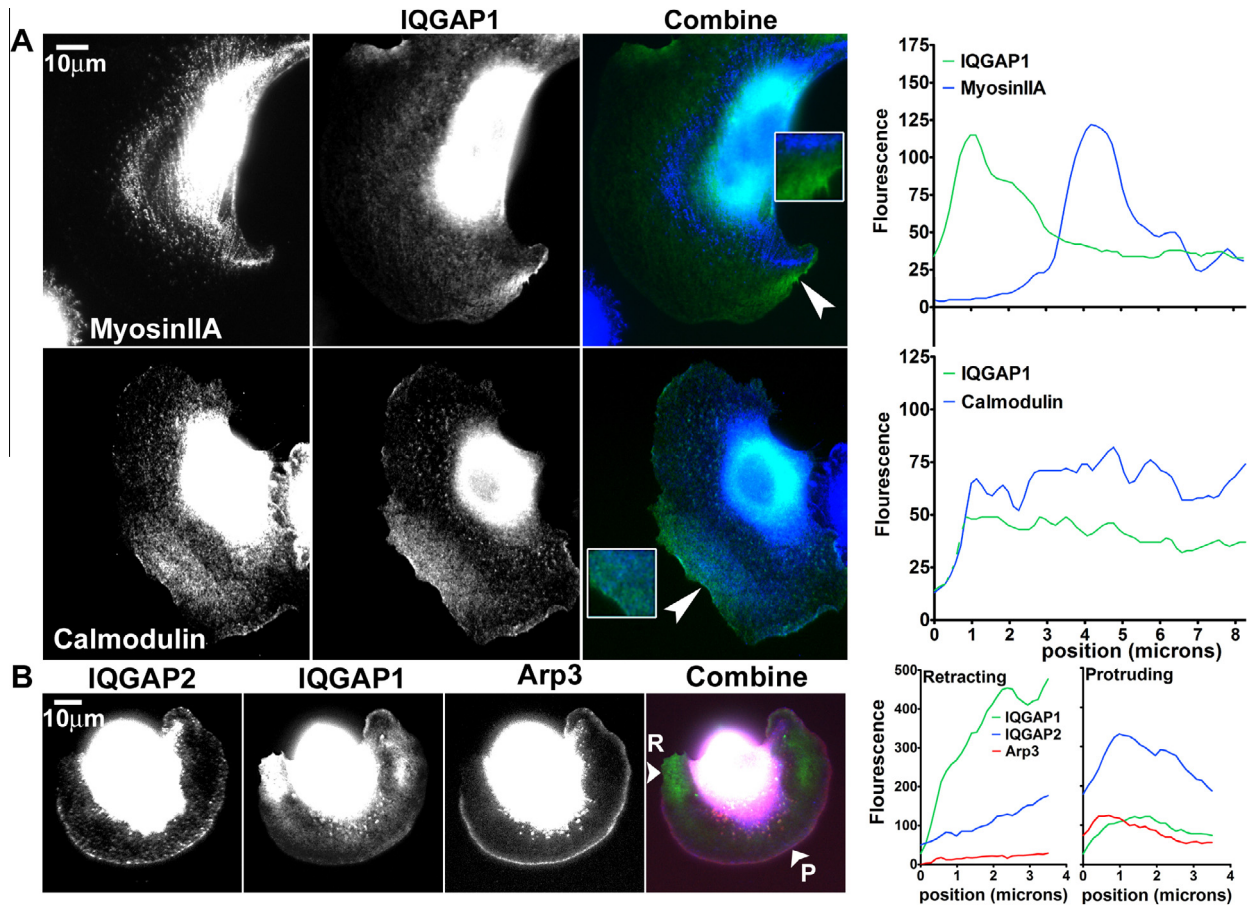 A
IQGAP1
Combine
10µm
MyosinIIA
Calmodulin
175
150
125
100
75
50
25
0
Flourescence
IQGAP1
MyosinIIA
125
100
75
50
25
0
Flourescence
IQGAP1
Calmodulin
0 1 2 3 4 5 6 7 8
position (microns)
B
IQGAP2
IQGAP1
Arp3
Combine
10µm
R
P
500
400
300
200
100
0
Flourescence
Retracting
IQGAP1
IQGAP2
Arp3
0 1 2 3 4
position (microns)
Protruding
0 1 2 3 4
position (microns)